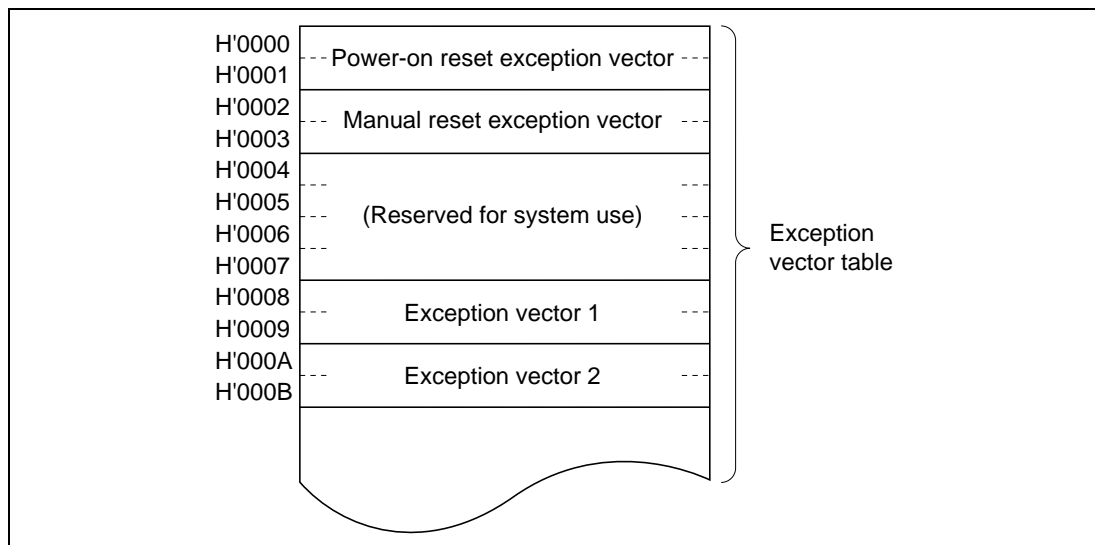 H'0000
Power-on reset exception vector
H'0001
H'0002
Manual reset exception vector
H'0003
H'0004
H'0005
(Reserved for system use)
H'0006
H'0007
H'0008
Exception vector 1
H'0009
H'000A
Exception vector 2
H'000B
Exception
vector table